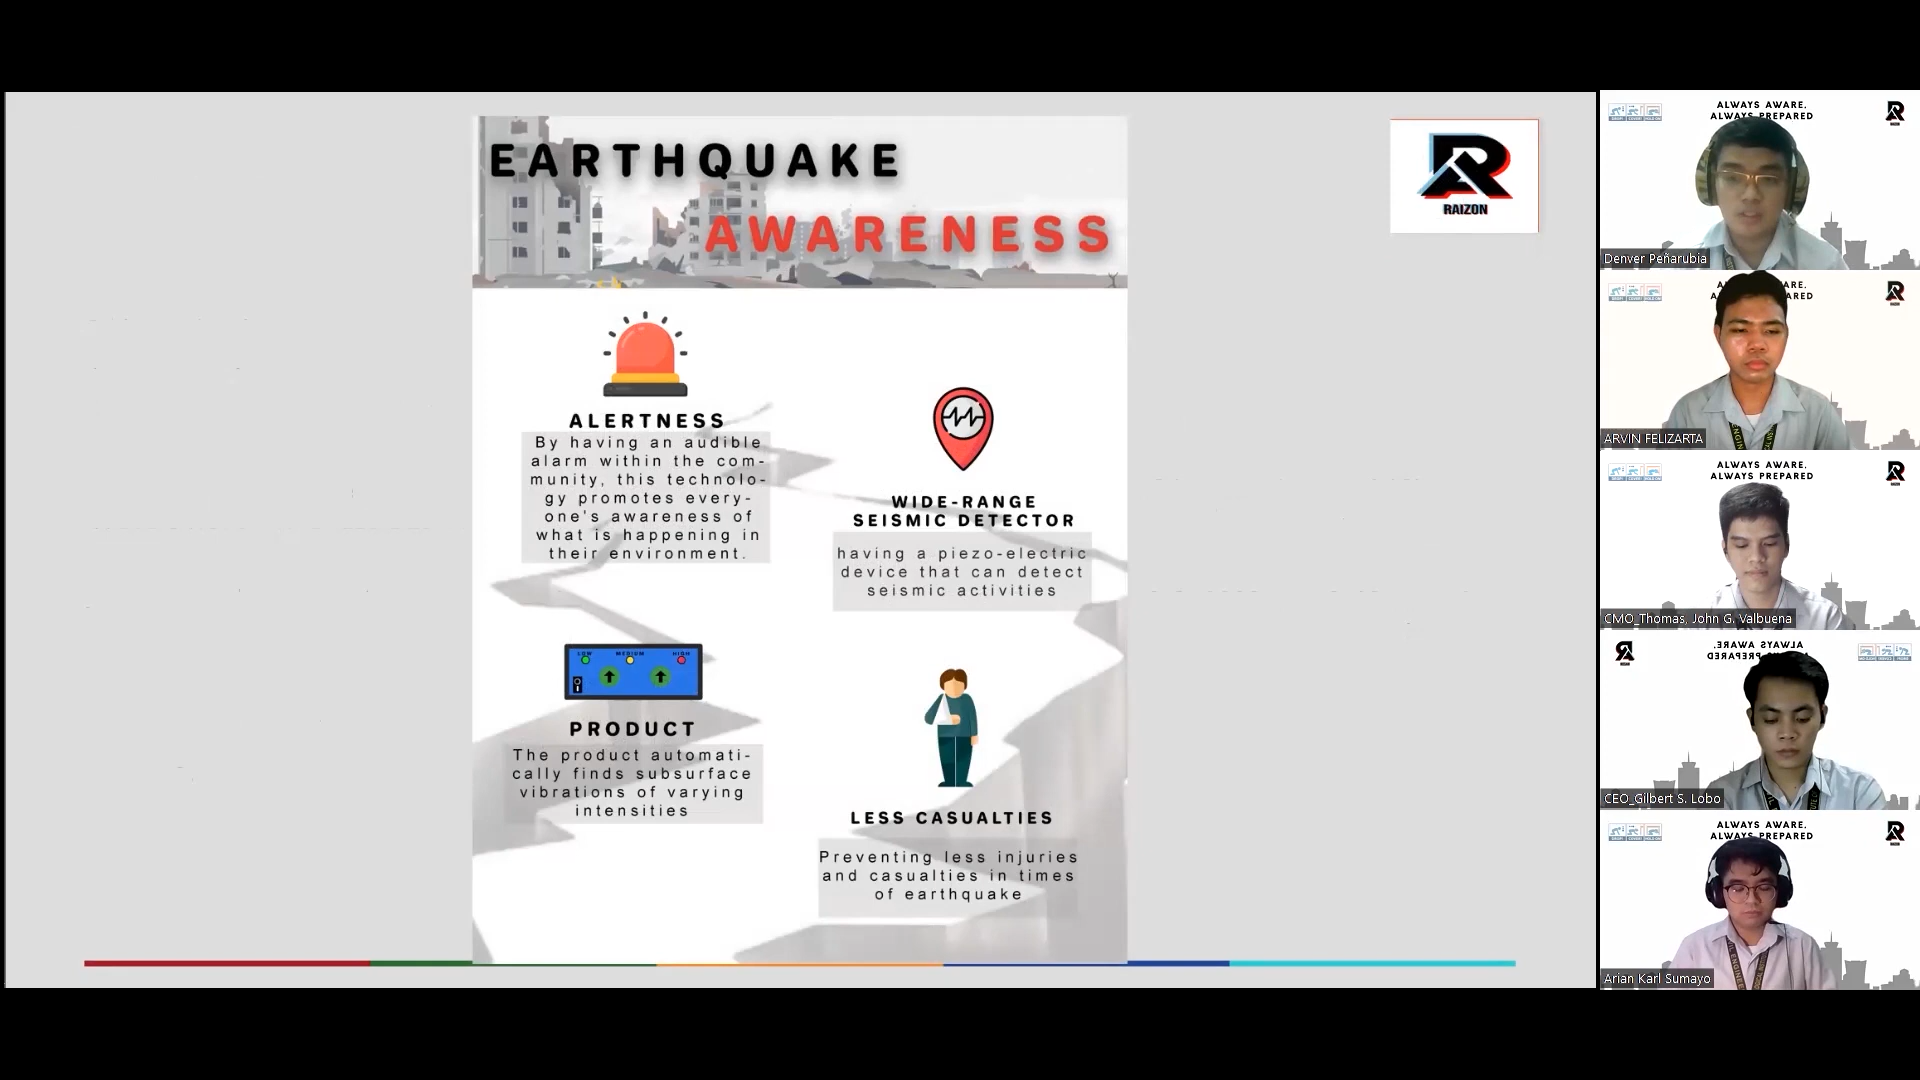 EARTHQUAKE
AWARENESS
RAIZON
ALERTNESS
By having an audible
alarm within the com-
munity, this technolo-
gy promotes every-
one's awareness of
what is happening in
their environment.
WIDE-RANGE
SEISMIC DETECTOR
having a piezo-electric
device that can detect
seismic activities
LOW MEDIUM HIGH
PRODUCT
The product automati-
cally finds subsurface
vibrations of varying
intensities
LESS CASUALTIES
Preventing less injuries
and casualties in times
of earthquake
ALWAYS AWARE,
ALWAYS PREPARED
Denver Peñarubia
ARVIN FELIZARTA
ALWAYS AWARE,
ALWAYS PREPARED
CMO_Thomas, John G. Valbuena
ALWAYS AWARE,
CEO_Gilbert S. Lobo
ALWAYS AWARE,
ALWAYS PREPARED
Arian Karl Sumayo